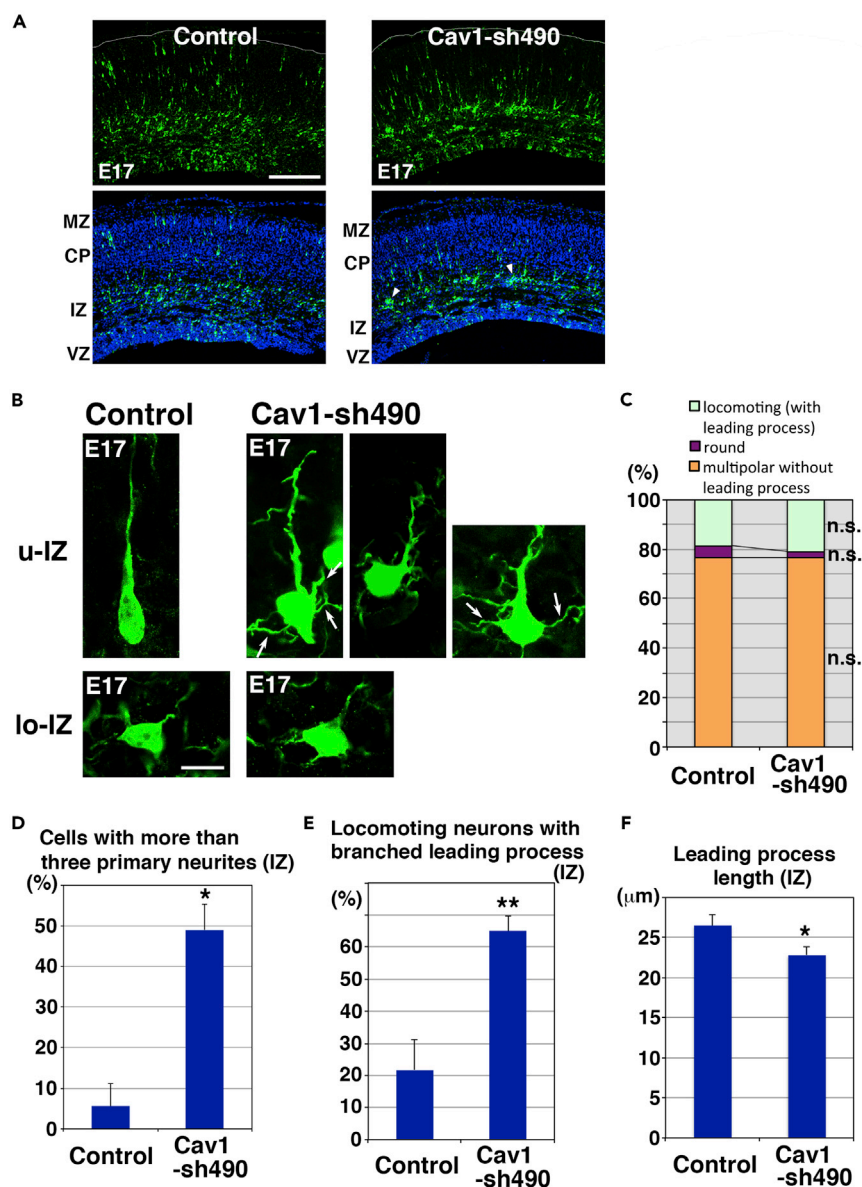 A
Control
Cav1-sh490
E17
E17
MZ
CP
IZ
VZ
MZ
CP
IZ
VZ
B
Control
Cav1-sh490
E17
E17
u-IZ
E17
E17
lo-IZ
C
locomoting (with
leading process)
round
multipolar without
leading process
(%)
100
80
60
40
20
0
n.s.
n.s.
n.s.
Control
Cav1
-sh490
D
Cells with more than
three primary neurites (IZ)
(%)
60
50
40
30
20
10
0
*
Control
Cav1
-sh490
E
Locomoting neurons with
branched leading process
(IZ)
(%)
60
50
40
30
20
10
0
**
Control
Cav1
-sh490
F
Leading process
length (IZ)
(μm)
25
20
15
10
5
0
*
Control
Cav1
-sh490